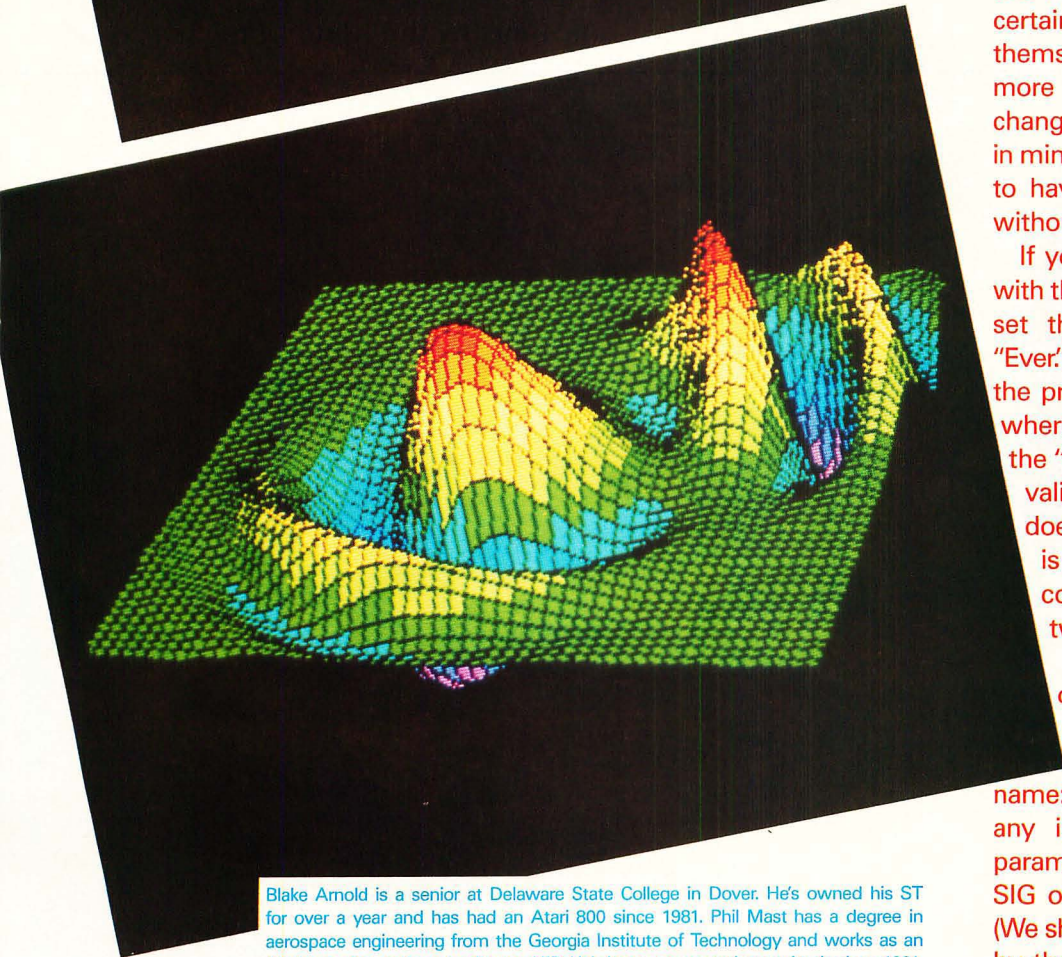 Blake Arnold is a senior at Delaware State College in Dover. He's owned his ST
for over a year and has had an Atari 800 since 1981. Phil Mast has a degree in
aerospace engineering from the Georgia Institute of Technology and works as an
certain
thems
more
chang
in min
to hav
witho
If yo
with th
set th
"Ever.'
the pr
wher
the "
vali
doe
is
co
name:
any i
param
SIG o
(We sh